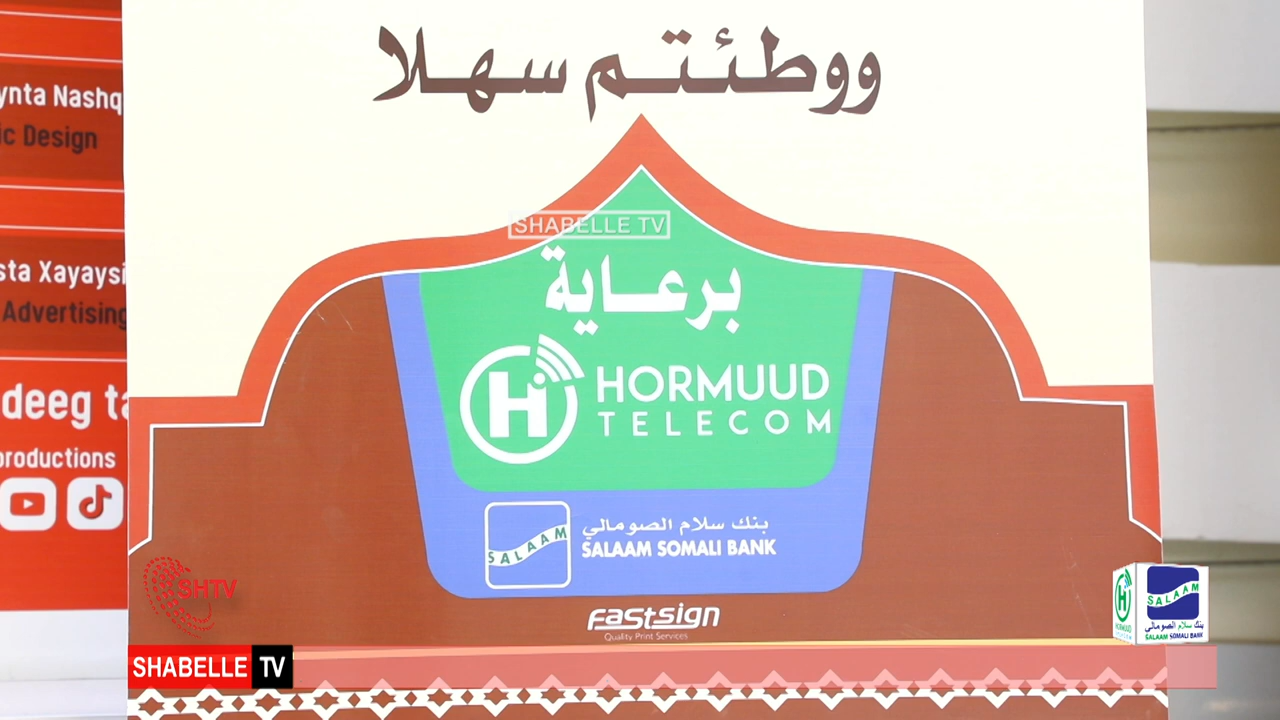 ynta Nashq
ic Design
sta Xayaysi
Advertising
deeg ta
productions
ووطئتم سهلا
SHABELLE TV
برعاية
H HORMUUD
TELECOM
SALAAM
بنك سلام الصومالي
SALAAM SOMALI BANK
Fastsign
Quality Print Services
SHTV
SHABELLE TV
H
HORMUUD
TELECOM
SALAAM
بنك سلام الصومالي
SALAAM SOMALI BANK